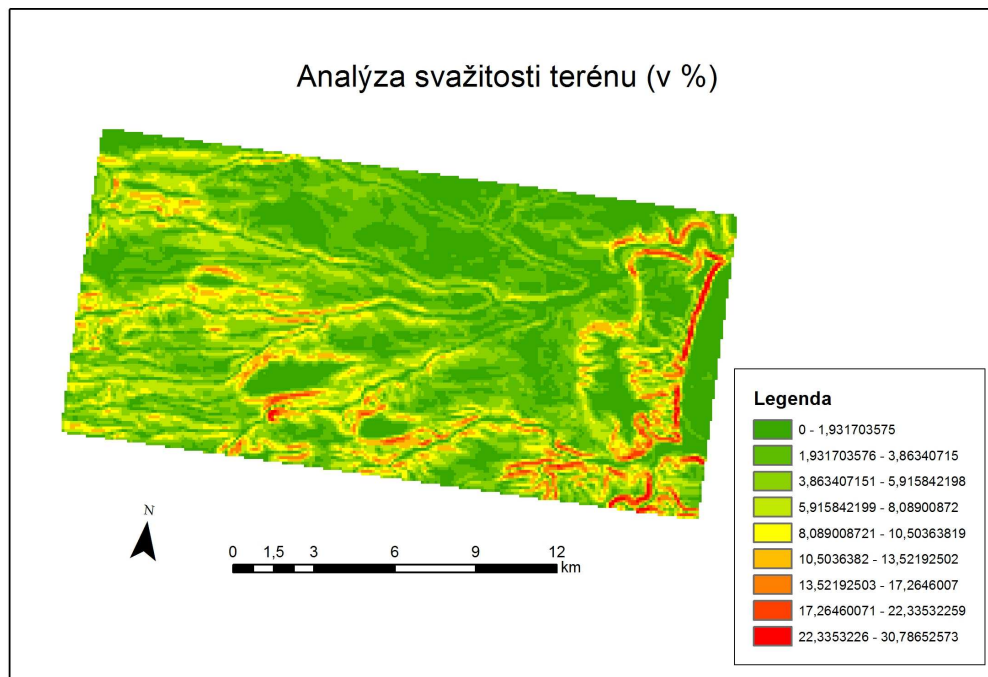 Analýza svažitosti terénu (v %)
N
0 1,5 3 6 9 12
km
Legenda
0 - 1,931703575
1,931703576 - 3,86340715
3,863407151 - 5,915842198
5,915842199 - 8,08900872
8,089008721 - 10,50363819
10,5036382 - 13,52192502
13,52192503 - 17,2646007
17,26460071 - 22,33532259
22,3353226 - 30,78652573